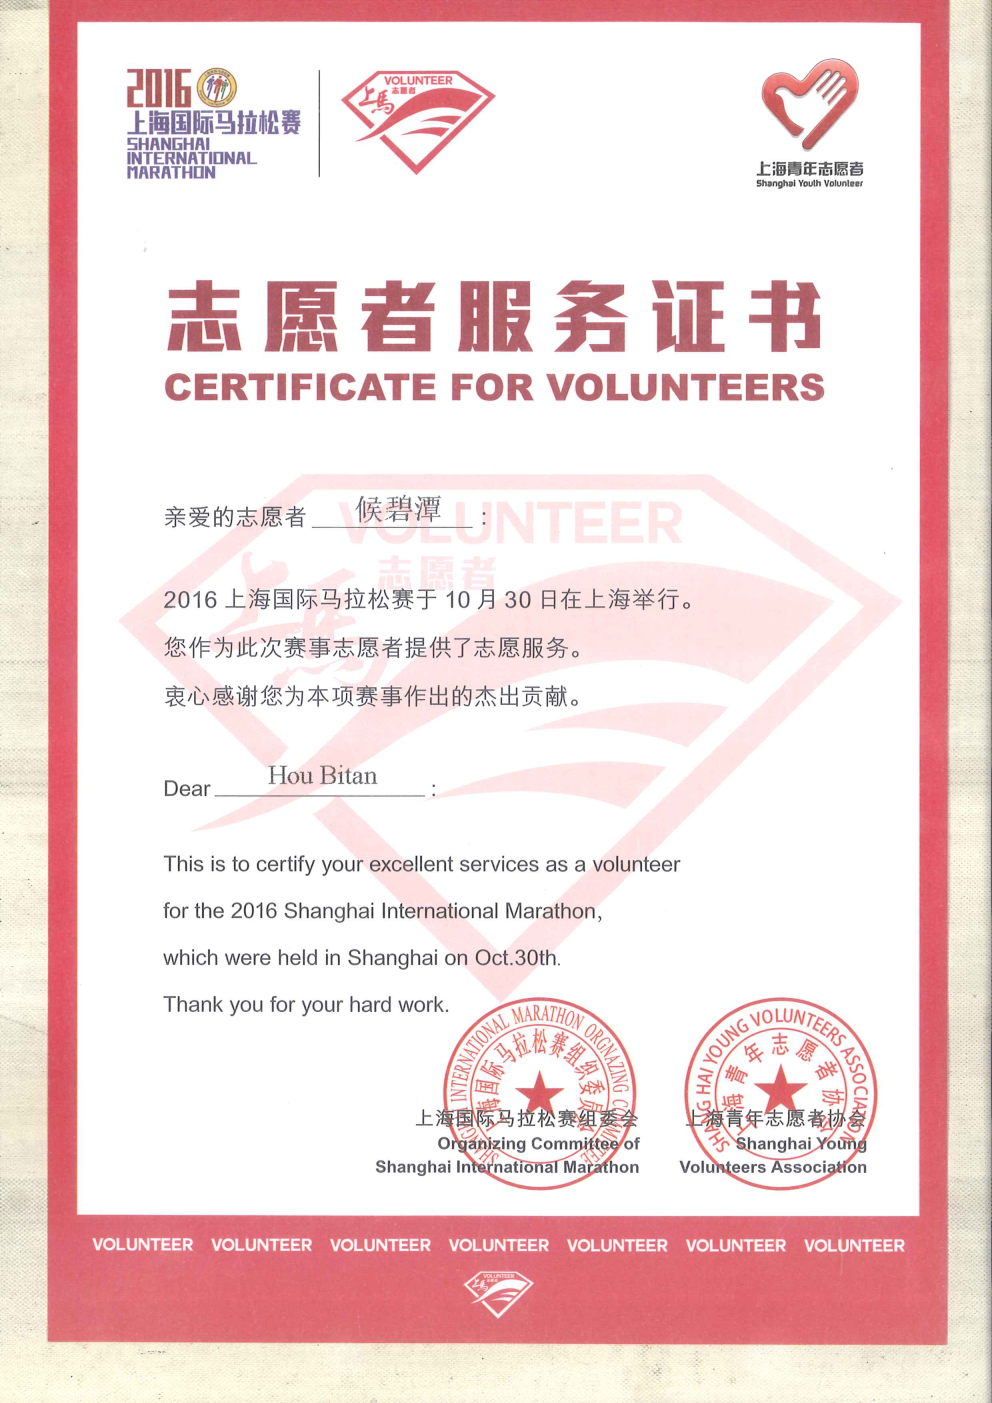 2016
上海国际马拉松赛
SHANGHAI
INTERNATIONAL
MARATHON
VOLUNTEER
志愿者
上馬
上海青年志愿者
Shanghai Youth Volunteer
志愿者服务证书
CERTIFICATE FOR VOLUNTEERS
VOLUNTEER
志愿者
上馬
亲爱的志愿者 候碧潭 :
2016 上海国际马拉松赛于 10 月 30 日在上海举行。
您作为此次赛事志愿者提供了志愿服务。
衷心感谢您为本项赛事作出的杰出贡献。
Dear Hou Bitan :
This is to certify your excellent services as a volunteer
for the 2016 Shanghai International Marathon,
which were held in Shanghai on Oct.30th.
Thank you for your hard work.
SHANGHAI INTERNATIONAL MARATHON ORGNAZING COMMITTEE
上海国际马拉松赛组织委员会
SHANG HAI YOUNG VOLUNTEERS ASSOCIATION
上海青年志愿者协会
上海国际马拉松赛组委会
Organizing Committee of
Shanghai International Marathon
上海青年志愿者协会
Shanghai Young
Volunteers Association
VOLUNTEER VOLUNTEER VOLUNTEER VOLUNTEER VOLUNTEER VOLUNTEER VOLUNTEER
VOLUNTEER
上馬